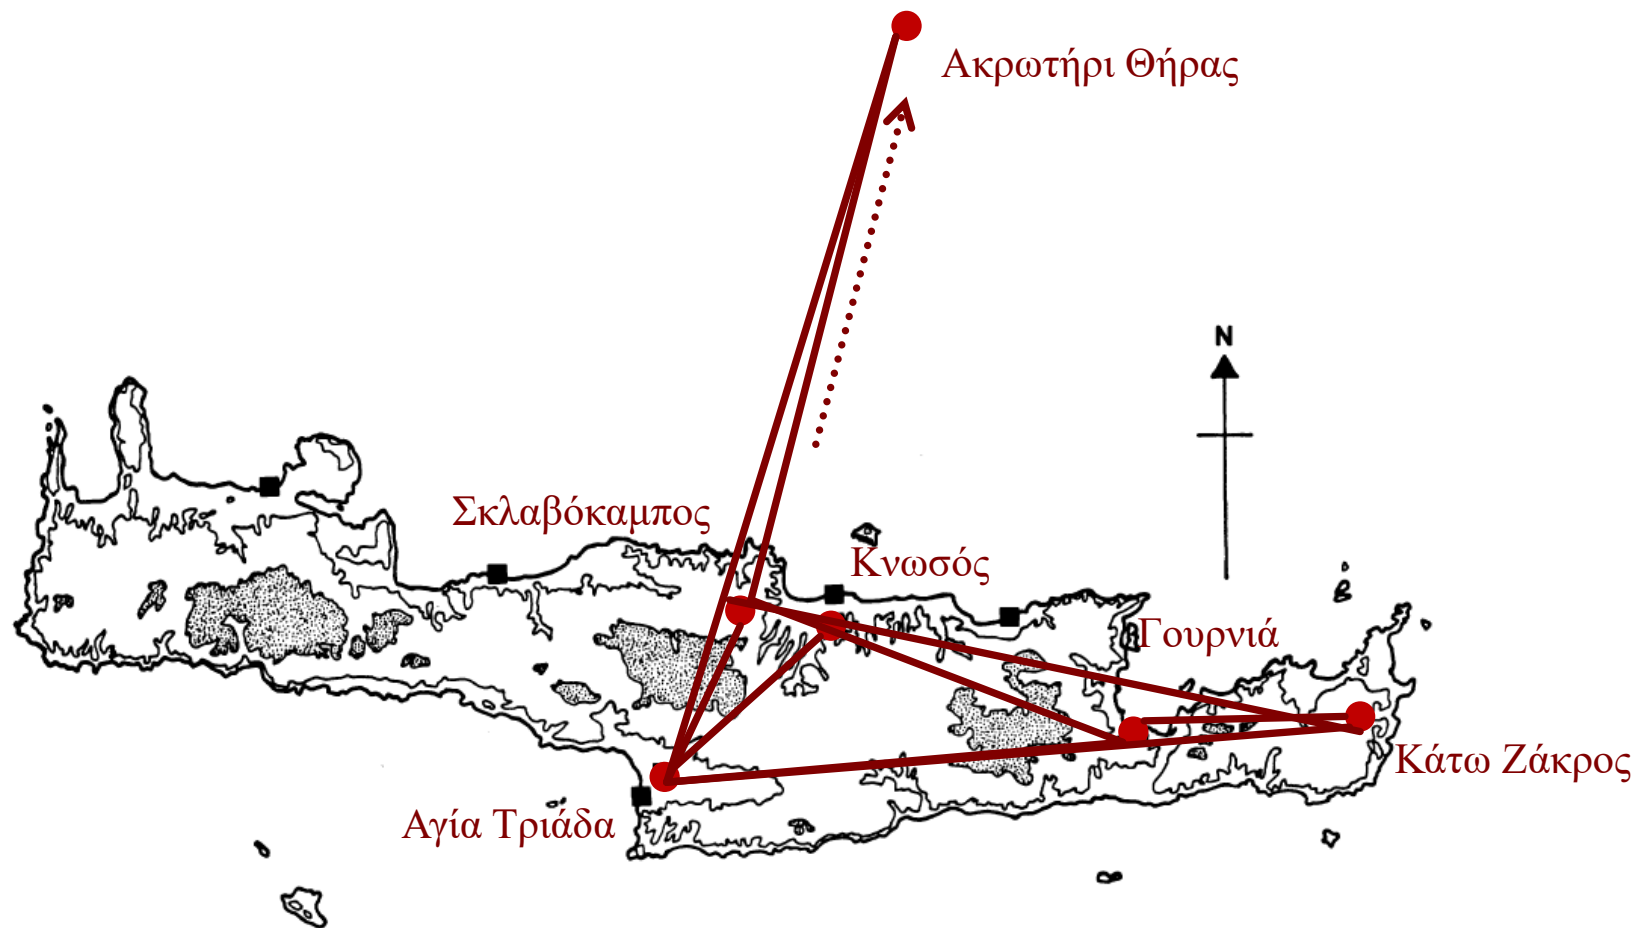 Ακρωτήρι Θήρας
N
Σκλαβόκαμπος
Κνωσός
Γουρνιά
Κάτω Ζάκρος
Αγία Τριάδα